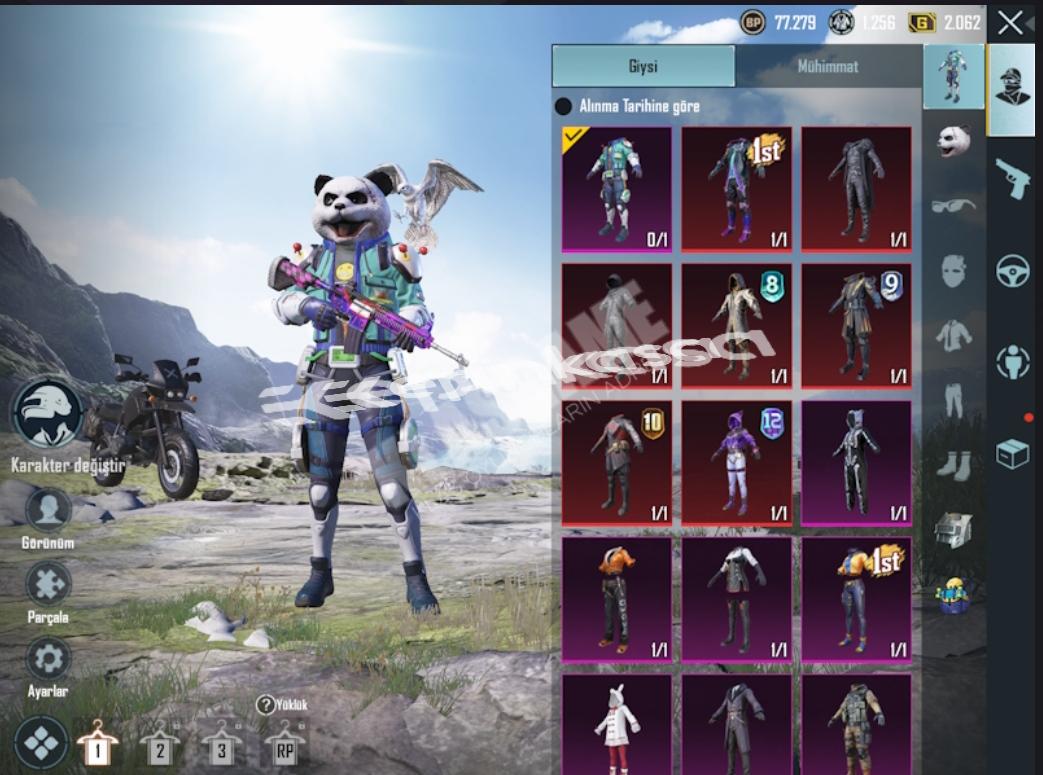 BP 77.279 1.256 G 2.062
Giysi
Mühimmat
Alınma Tarihine göre
0/1
1st
1/1
1/1
1/1
8
1/1
9
1/1
10
1/1
12
1/1
1/1
1/1
1/1
1st
1/1
Karakter değiştir
Görünüm
Parçala
Ayarlar
? Yoklük
1
2
3
RP